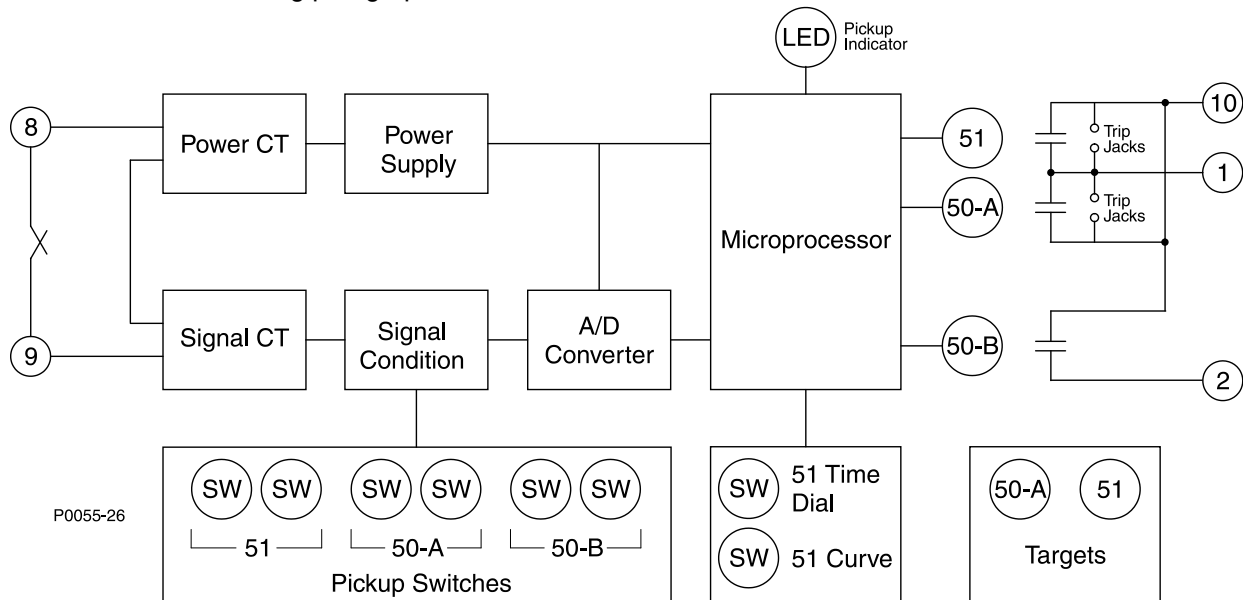 LED
Pickup
Indicator
8
Power CT
Power
Supply
Microprocessor
51
50-A
50-B
10
Trip
Jacks
1
Trip
Jacks
2
9
Signal CT
Signal
Condition
A/D
Converter
SW SW SW SW SW SW
51 50-A 50-B
Pickup Switches
SW 51 Time
Dial
SW 51 Curve
50-A 51
Targets
P0055-26